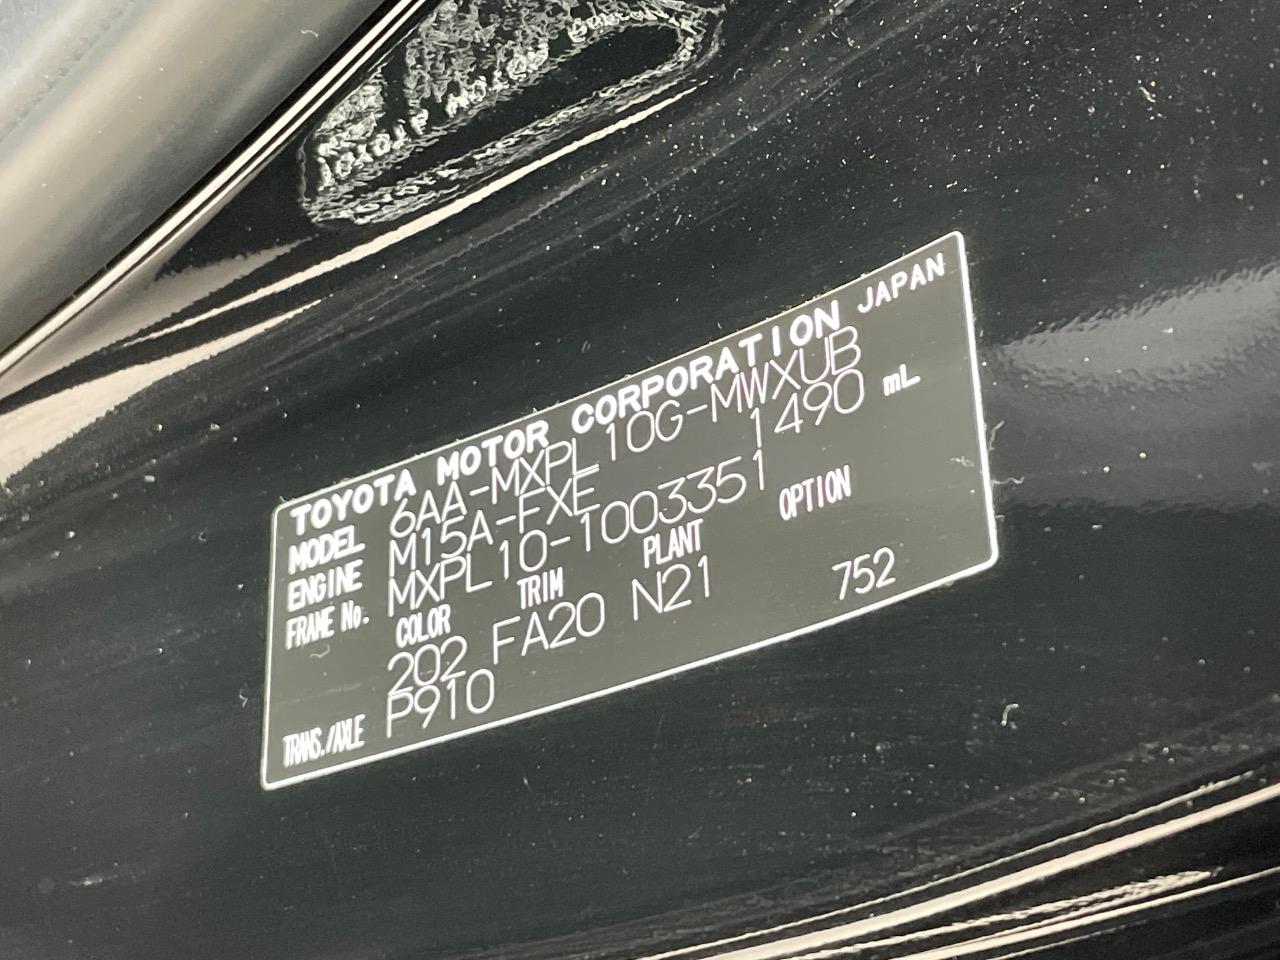 TOYOTA MOTOR CORPORATION JAPAN
MODEL 6AA-MXPL10G-MWXUB
ENGINE M15A-FXE 1490 mL
FRAME No. MXPL10-1003351
COLOR TRIM PLANT OPTION
202 FA20 N21 752
TRANS./AXLE P910